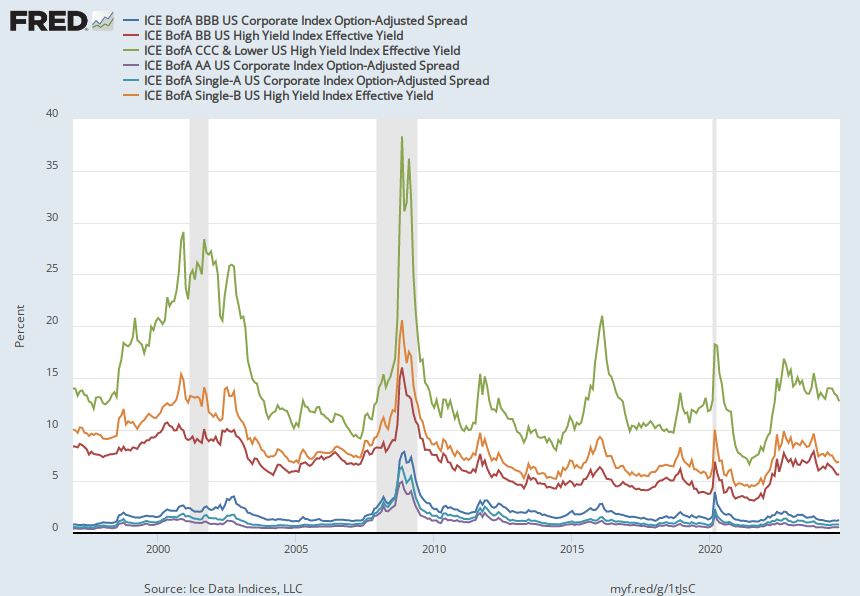 FRED
ICE BofA BBB US Corporate Index Option-Adjusted Spread
ICE BofA BB US High Yield Index Effective Yield
ICE BofA CCC & Lower US High Yield Index Effective Yield
ICE BofA AA US Corporate Index Option-Adjusted Spread
ICE BofA Single-A US Corporate Index Option-Adjusted Spread
ICE BofA Single-B US High Yield Index Effective Yield
40
35
30
25
20
15
10
5
0
Percent
2000 2005 2010 2015 2020
Source: Ice Data Indices, LLC myf.red/g/1tJsC